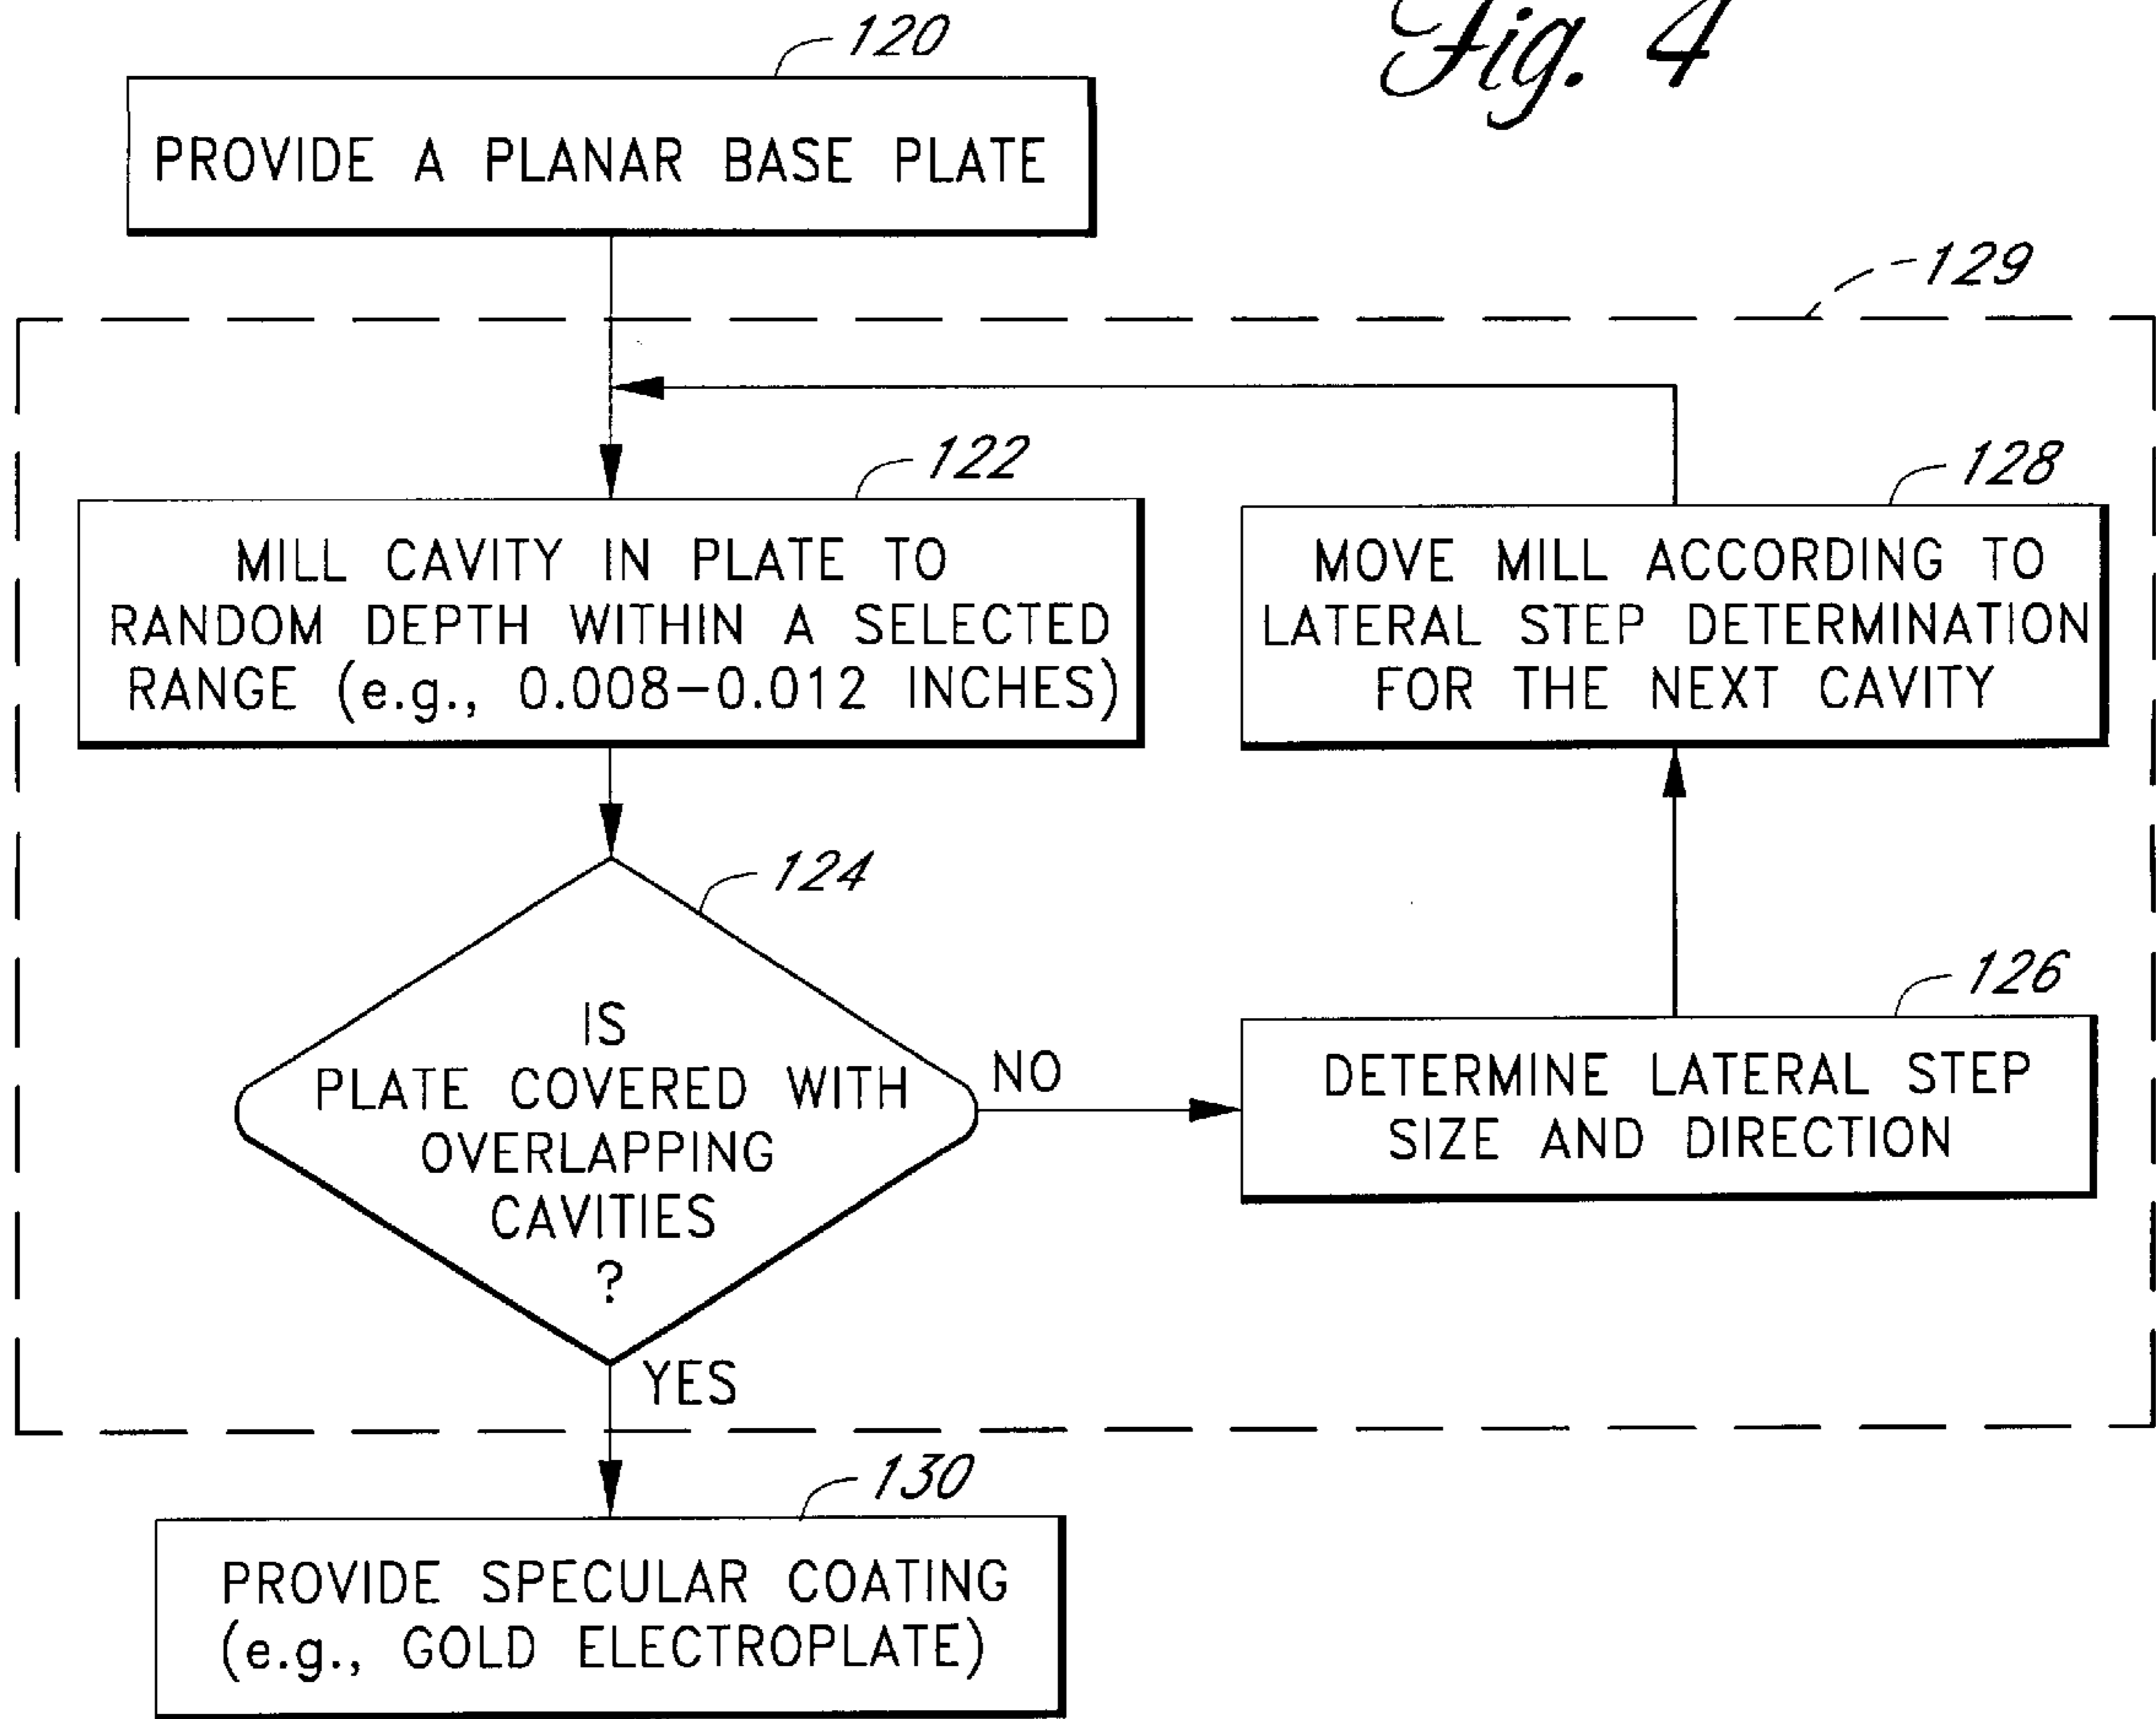 Fig. 4
120
PROVIDE A PLANAR BASE PLATE
129
122
MILL CAVITY IN PLATE TO
RANDOM DEPTH WITHIN A SELECTED
RANGE (e.g., 0.008-0.012 INCHES)
128
MOVE MILL ACCORDING TO
LATERAL STEP DETERMINATION
FOR THE NEXT CAVITY
124
IS
PLATE COVERED WITH
OVERLAPPING
CAVITIES
?
NO
126
DETERMINE LATERAL STEP
SIZE AND DIRECTION
YES
130
PROVIDE SPECULAR COATING
(e.g., GOLD ELECTROPLATE)